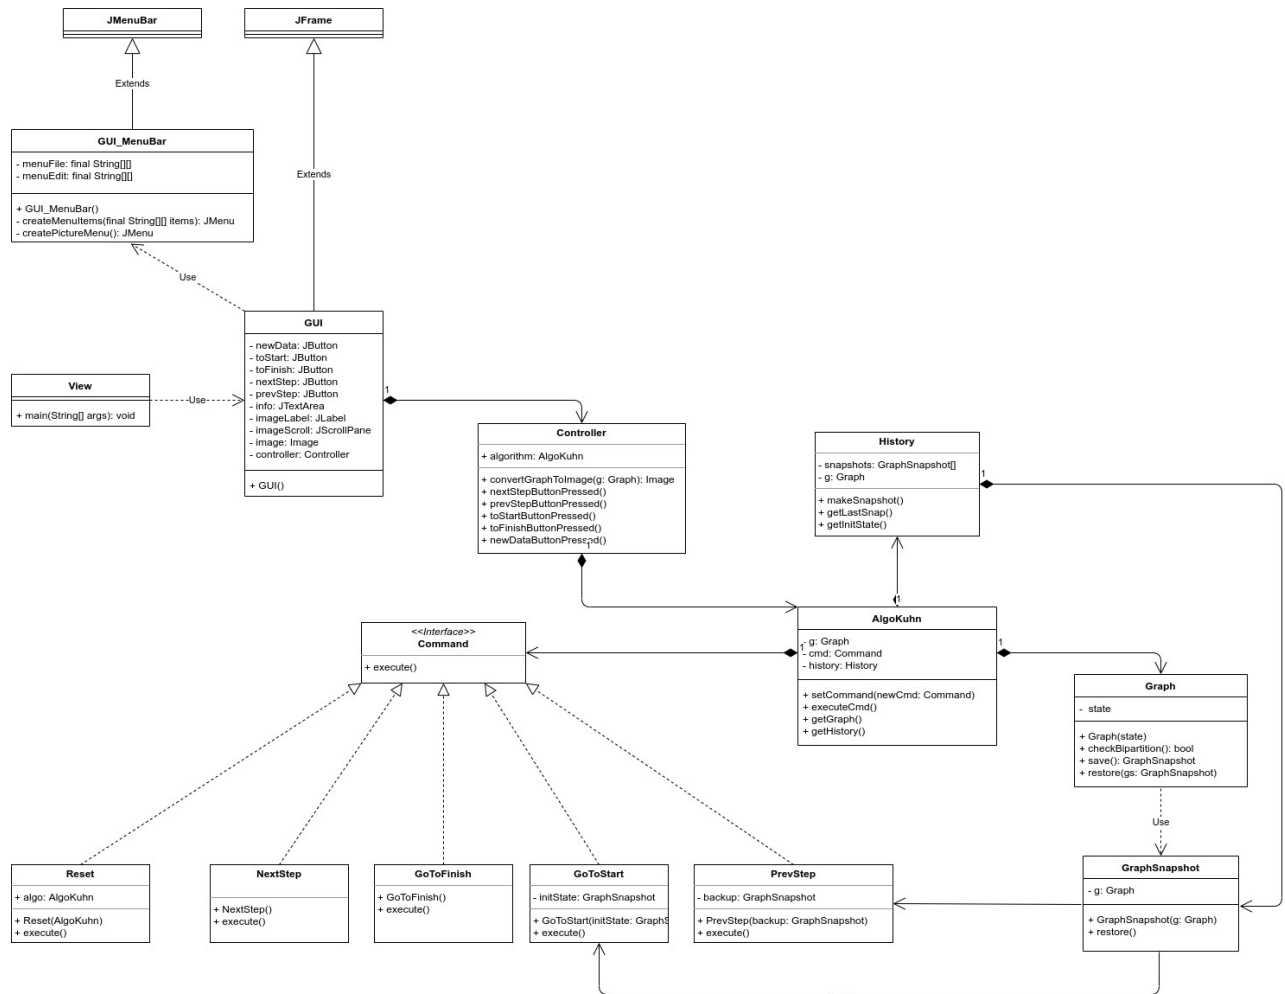 JMenuBar
JFrame
Extends
GUI_MenuBar
- menuFile: final String[][]
- menuEdit: final String[][]
+ GUI_MenuBar()
- createMenuItems(final String[][] items): JMenu
- createPictureMenu(): JMenu
Extends
Use
GUI
- newData: JButton
- toStart: JButton
- toFinish: JButton
- nextStep: JButton
- prevStep: JButton
- info: JTextArea
- imageLabel: JLabel
- imageScroll: JScrollPane
- image: Image
- controller: Controller
+ GUI()
View
+ main(String[] args): void
Use
1
Controller
+ algorithm: AlgoKuhn
+ convertGraphToImage(g: Graph): Image
+ nextStepButtonPressed()
+ prevStepButtonPressed()
+ toStartButtonPressed()
+ toFinishButtonPressed()
+ newDataButtonPressed()
1
History
- snapshots: GraphSnapshot[]
- g: Graph
+ makeSnapshot()
+ getLastSnap()
+ getInitState()
1
1
AlgoKuhn
- g: Graph
- cmd: Command
- history: History
+ setCommand(newCmd: Command)
+ executeCmd()
+ getGraph()
+ getHistory()
1
1
<<Interface>>
Command
+ execute()
Graph
- state
+ Graph(state)
+ checkBipartition(): bool
+ save(): GraphSnapshot
+ restore(gs: GraphSnapshot)
Use
Reset
+ algo: AlgoKuhn
+ Reset(AlgoKuhn)
+ execute()
NextStep
+ NextStep()
+ execute()
GoToFinish
+ GoToFinish()
+ execute()
GoToStart
- initState: GraphSnapshot
+ GoToStart(initState: GraphS
+ execute()
PrevStep
- backup: GraphSnapshot
+ PrevStep(backup: GraphSnapshot)
+ execute()
GraphSnapshot
- g: Graph
+ GraphSnapshot(g: Graph)
+ restore()